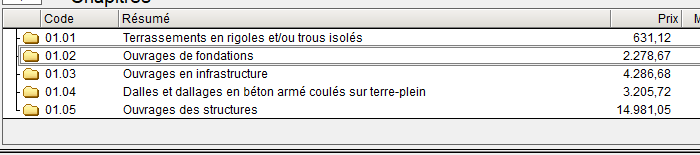 Chapitres
Code Résumé Prix
01.01 Terrassements en rigoles et/ou trous isolés 631,12
01.02 Ouvrages de fondations 2.278,67
01.03 Ouvrages en infrastructure 4.286,68
01.04 Dalles et dallages en béton armé coulés sur terre-plein 3.205,72
01.05 Ouvrages des structures 14.981,05